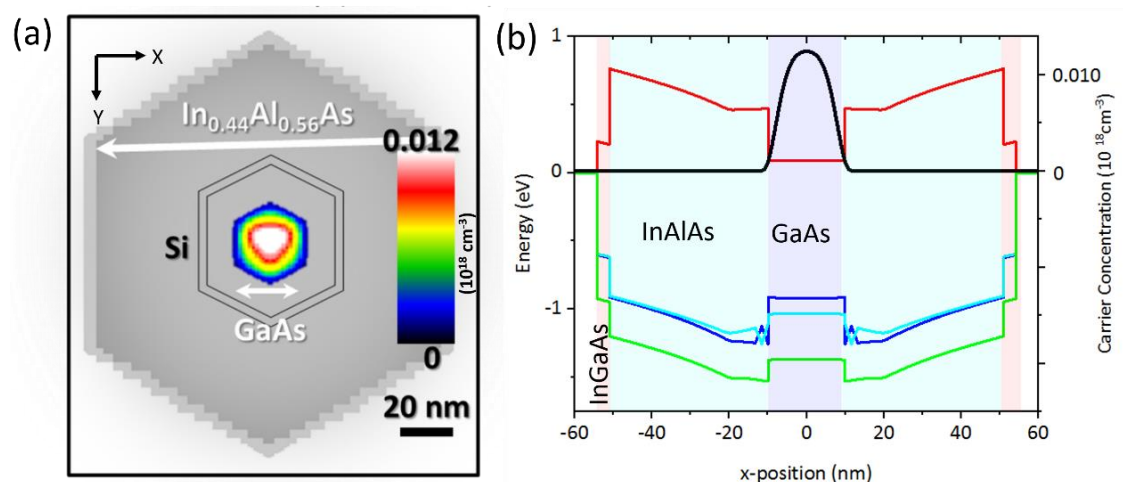 (a)
X
Y
In0.44Al0.56As
0.012
Si
(10^18 cm^-3)
GaAs
0
20 nm
(b)
1
0
-1
Energy (eV)
InAlAs
GaAs
InGaAs
0.010
0
Carrier Concentration (10 ^18 cm^-3)
-60 -40 -20 0 20 40 60
x-position (nm)